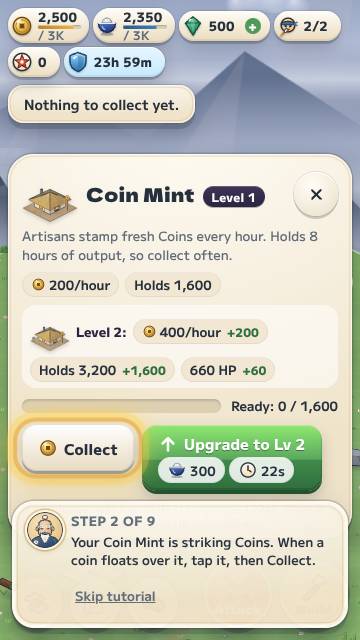 2,500 / 3K
2,350 / 3K
500
2/2
0
23h 59m
Nothing to collect yet.
Coin Mint
Level 1
Artisans stamp fresh Coins every hour. Holds 8
hours of output, so collect often.
200/hour
Holds 1,600
Level 2:
400/hour +200
Holds 3,200 +1,600
660 HP +60
Ready: 0 / 1,600
Collect
Upgrade to Lv 2
300
22s
STEP 2 OF 9
Your Coin Mint is striking Coins. When a
coin floats over it, tap it, then Collect.
Skip tutorial